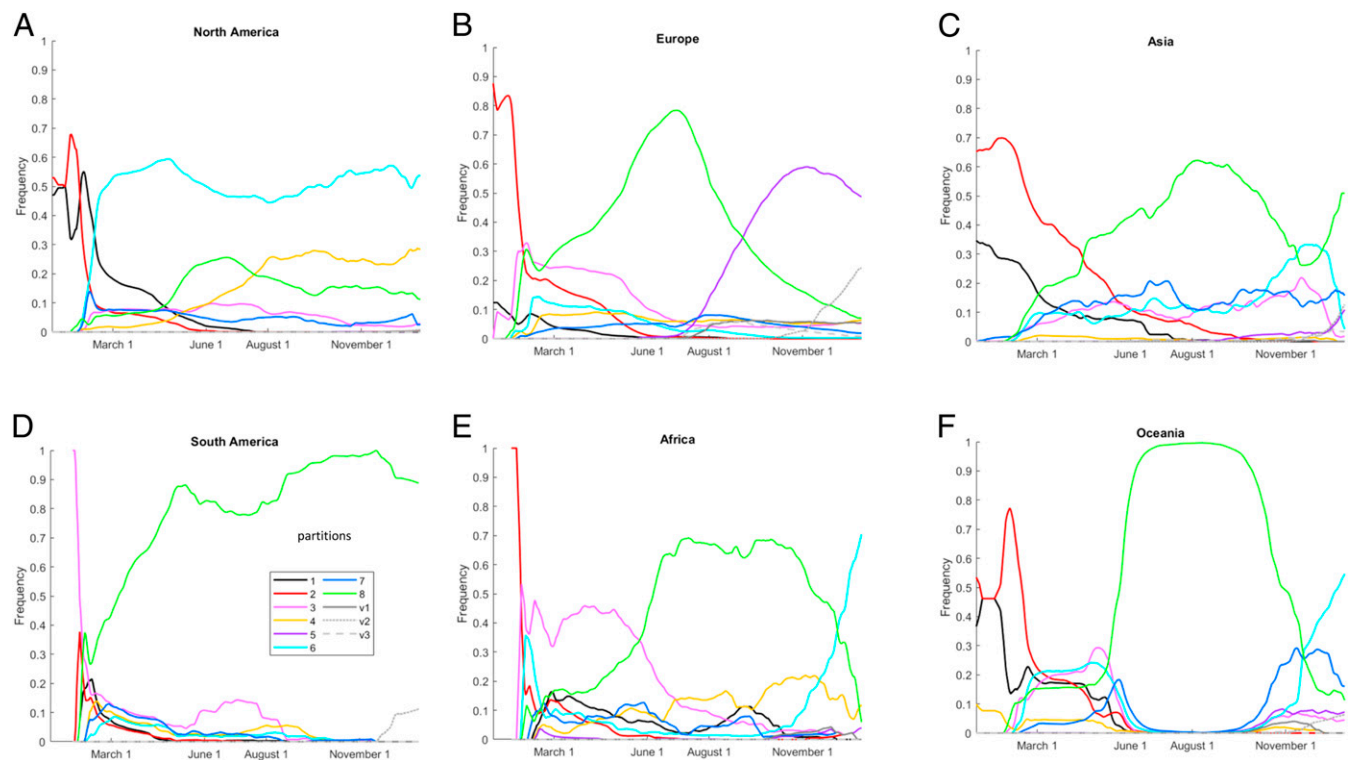 A
North America
Frequency
1
0.9
0.8
0.7
0.6
0.5
0.4
0.3
0.2
0.1
0
March 1 June 1 August 1 November 1
B
Europe
Frequency
1
0.9
0.8
0.7
0.6
0.5
0.4
0.3
0.2
0.1
0
March 1 June 1 August 1 November 1
C
Asia
Frequency
1
0.9
0.8
0.7
0.6
0.5
0.4
0.3
0.2
0.1
0
March 1 June 1 August 1 November 1
D
South America
Frequency
1
0.9
0.8
0.7
0.6
0.5
0.4
0.3
0.2
0.1
0
March 1 June 1 August 1 November 1
partitions
1 7
2 8
3 v1
4 v2
5 v3
6
E
Africa
Frequency
1
0.9
0.8
0.7
0.6
0.5
0.4
0.3
0.2
0.1
0
March 1 June 1 August 1 November 1
F
Oceania
Frequency
1
0.9
0.8
0.7
0.6
0.5
0.4
0.3
0.2
0.1
0
March 1 June 1 August 1 November 1